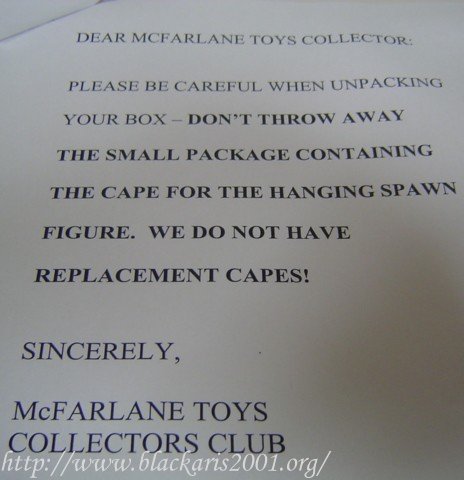 DEAR MCFARLANE TOYS COLLECTOR:
PLEASE BE CAREFUL WHEN UNPACKING
YOUR BOX – DON'T THROW AWAY
THE SMALL PACKAGE CONTAINING
THE CAPE FOR THE HANGING SPAWN
FIGURE. WE DO NOT HAVE
REPLACEMENT CAPES!
SINCERELY,
McFARLANE TOYS
COLLECTORS CLUB
http://www.blackaris2001.org/